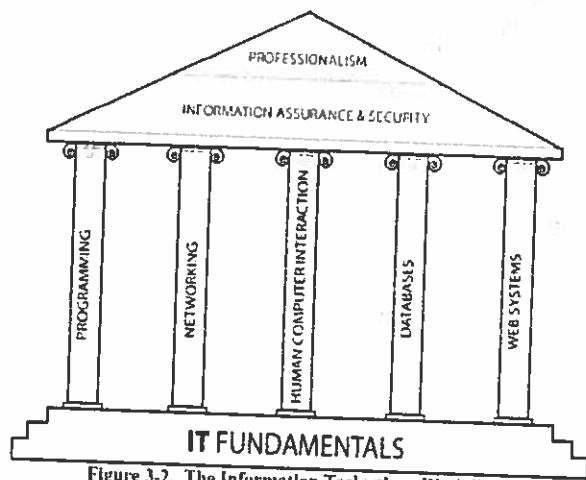 PROFESSIONALISM
INFORMATION ASSURANCE & SECURITY
PROGRAMMING
NETWORKING
HUMAN COMPUTER INTERACTION
DATABASES
WEB SYSTEMS
IT FUNDAMENTALS
Figure 3-2. The Information